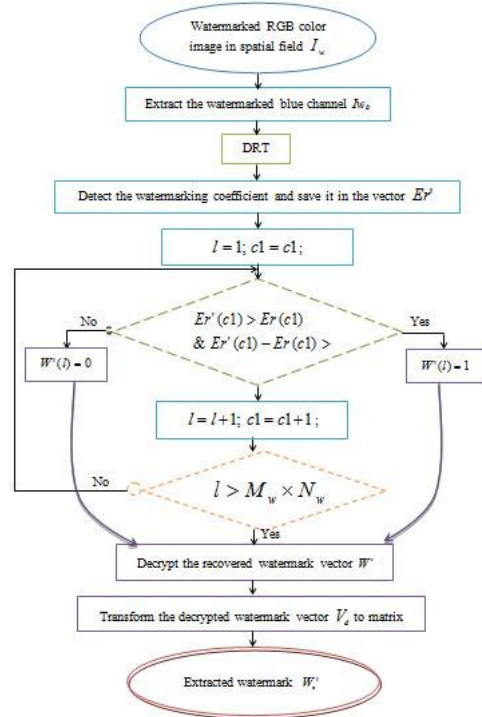 Watermarked RGB color
image in spatial field I_w
Extract the watermarked blue channel Iw_b
DRT
Detect the watermarking coefficient and save it in the vector Er'
l = 1; c1 = c1;
No
Er'(c1) > Er(c1)
& Er'(c1) − Er(c1) >
Yes
W'(l) = 0
W'(l) = 1
l = l+1; c1 = c1+1;
No
l > M_w × N_w
Yes
Decrypt the recovered watermark vector W'
Transform the decrypted watermark vector V_d to matrix
Extracted watermark